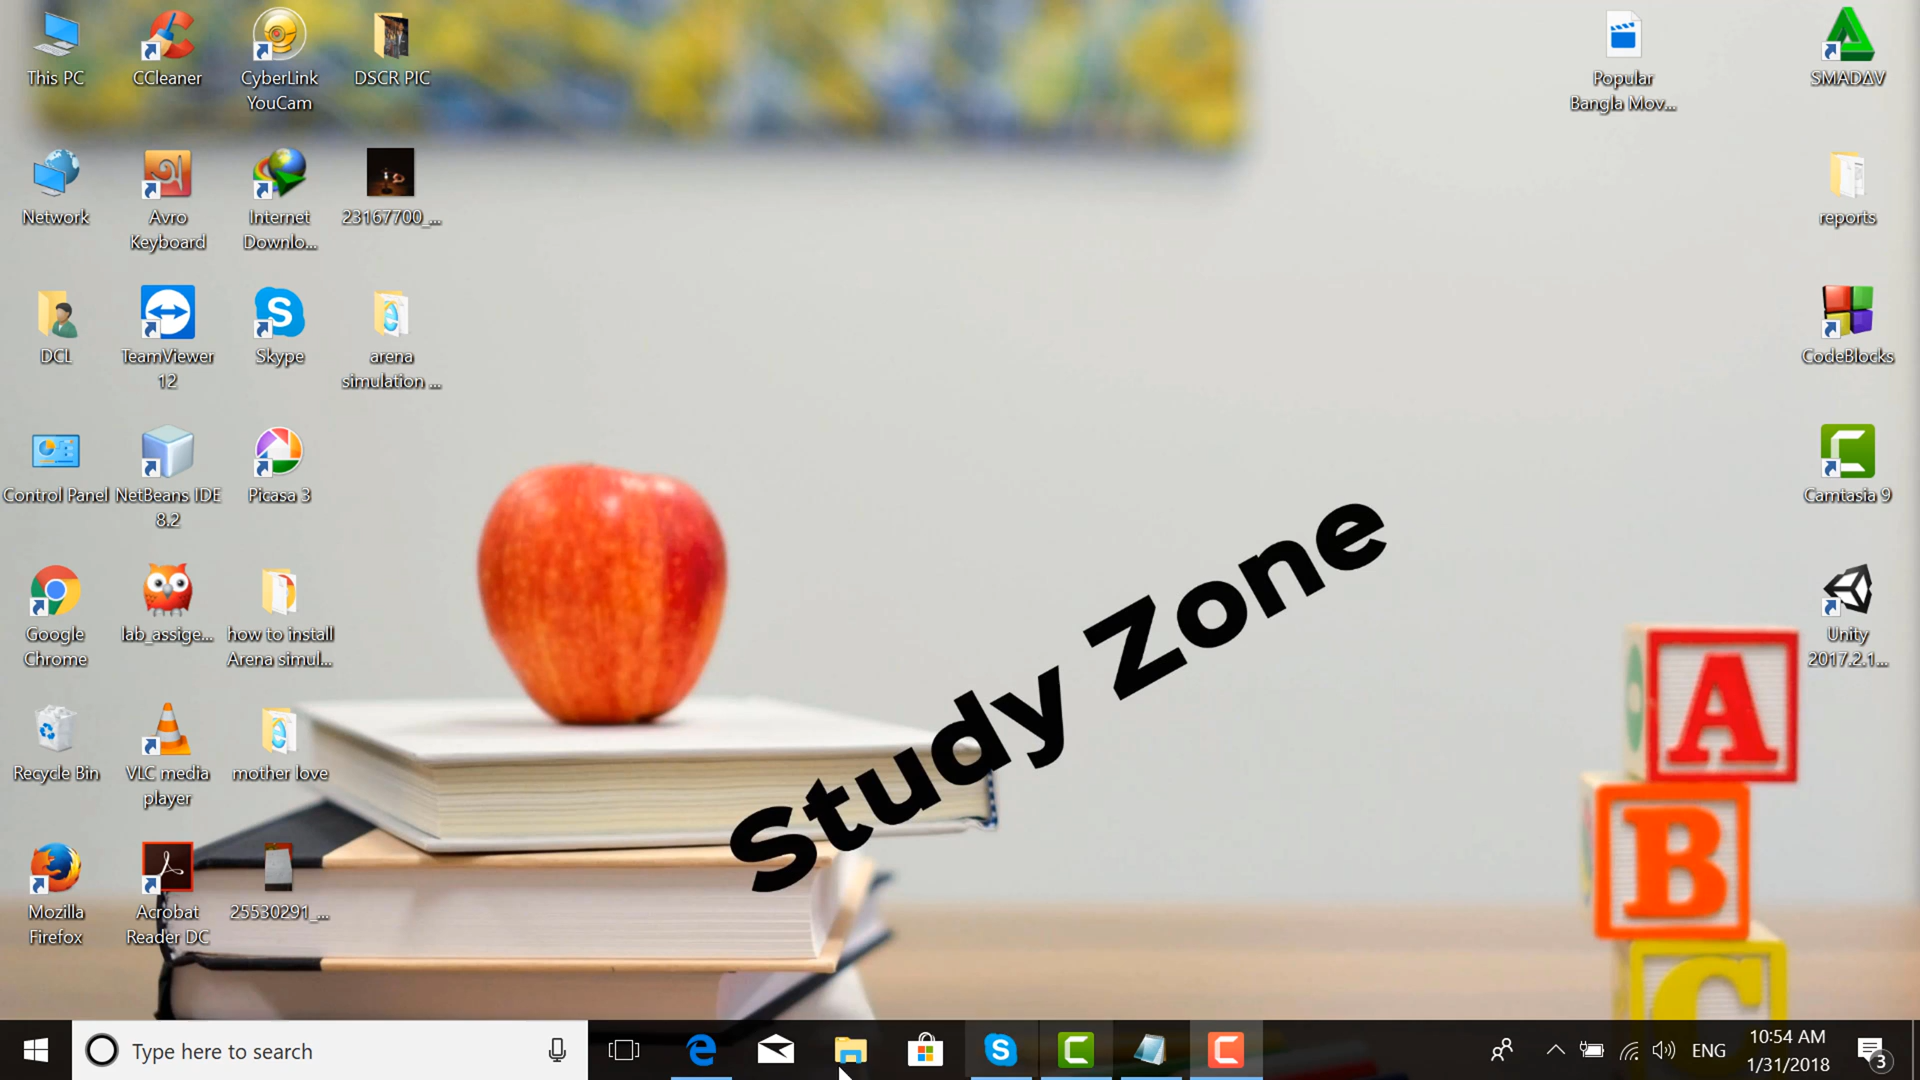 This PC
CCleaner
CyberLink
YouCam
DSCR PIC
Popular
Bangla Mov...
SMADΔV
Network
Avro
Keyboard
Internet
Downlo...
23167700_...
reports
DCL
TeamViewer
12
Skype
arena
simulation ...
CodeBlocks
Control Panel
NetBeans IDE
8.2
Picasa 3
Camtasia 9
Google
Chrome
lab_assige...
how to install
Arena simul...
Unity
2017.2.1...
Recycle Bin
VLC media
player
mother love
Mozilla
Firefox
Acrobat
Reader DC
25530291_...
Study Zone
A
B
C
Type here to search
ENG
10:54 AM
1/31/2018
3